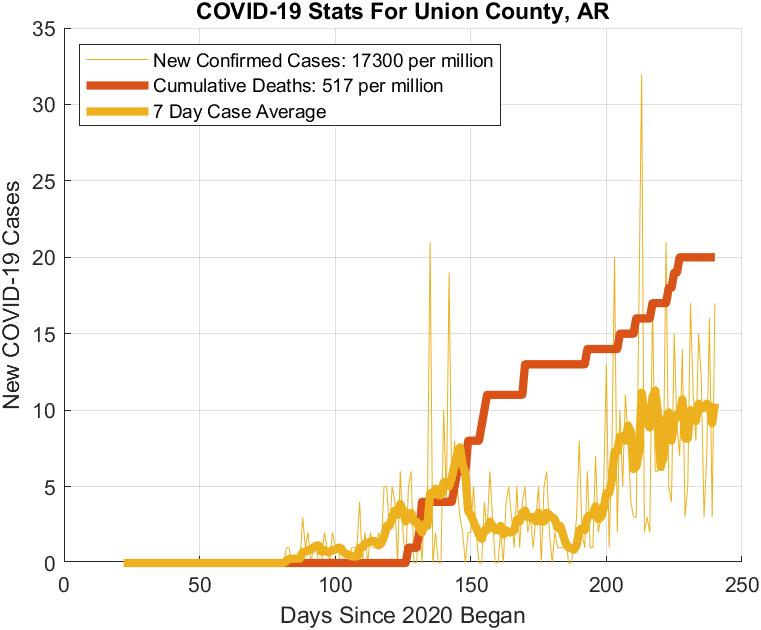 COVID-19 Stats For Union County, AR
New Confirmed Cases: 17300 per million
Cumulative Deaths: 517 per million
7 Day Case Average
New COVID-19 Cases
35
30
25
20
15
10
5
0
0 50 100 150 200 250
Days Since 2020 Began